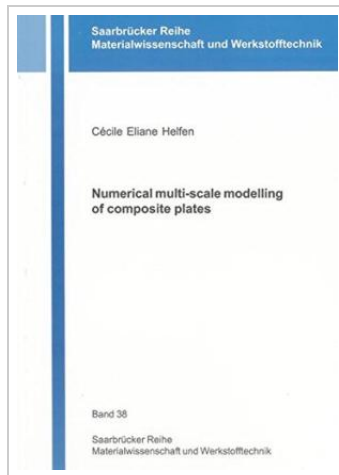 Saarbrücker Reihe
Materialwissenschaft und Werkstofftechnik
Cécile Eliane Helfen
Numerical multi-scale modelling
of composite plates
Band 38
Saarbrücker Reihe
Materialwissenschaft und Werkstofftechnik